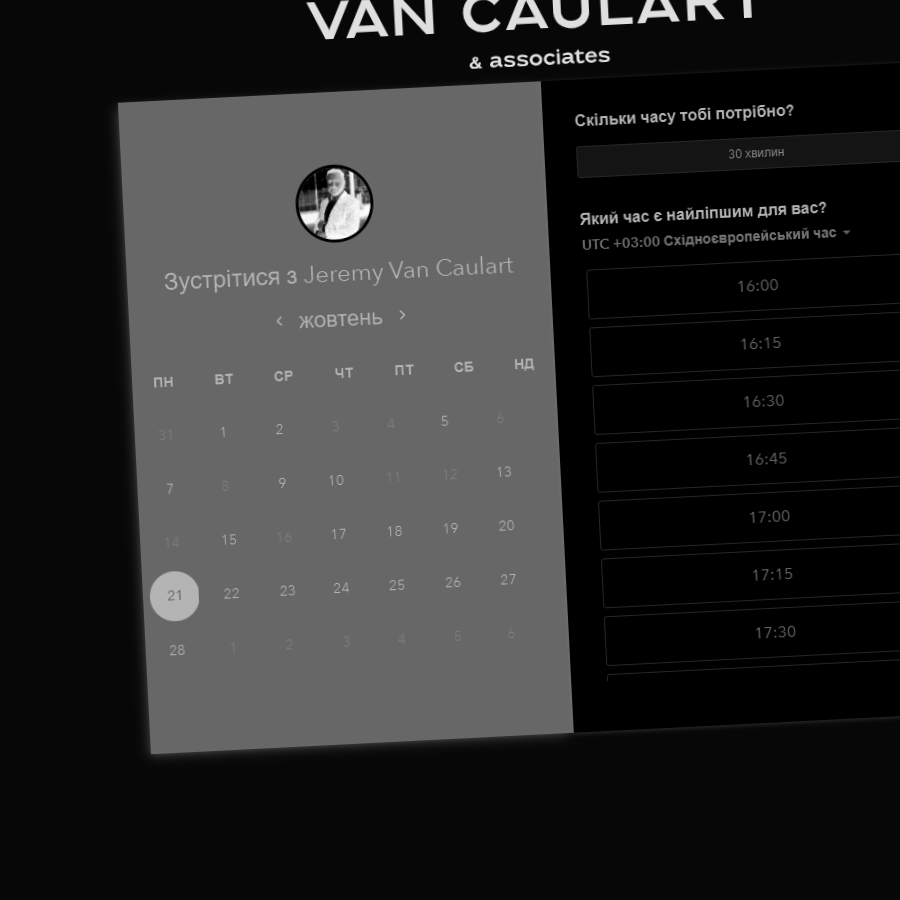 VAN CAULART
& associates
Зустрітися з Jeremy Van Caulart
‹ жовтень ›
ПН ВТ СР ЧТ ПТ СБ НД
31 1 2 3 4 5 6
7 8 9 10 11 12 13
14 15 16 17 18 19 20
21 22 23 24 25 26 27
28 1 2 3 4 5 6
Скільки часу тобі потрібно?
30 хвилин
Який час є найліпшим для вас?
UTC +03:00 Східноєвропейський час
16:00
16:15
16:30
16:45
17:00
17:15
17:30